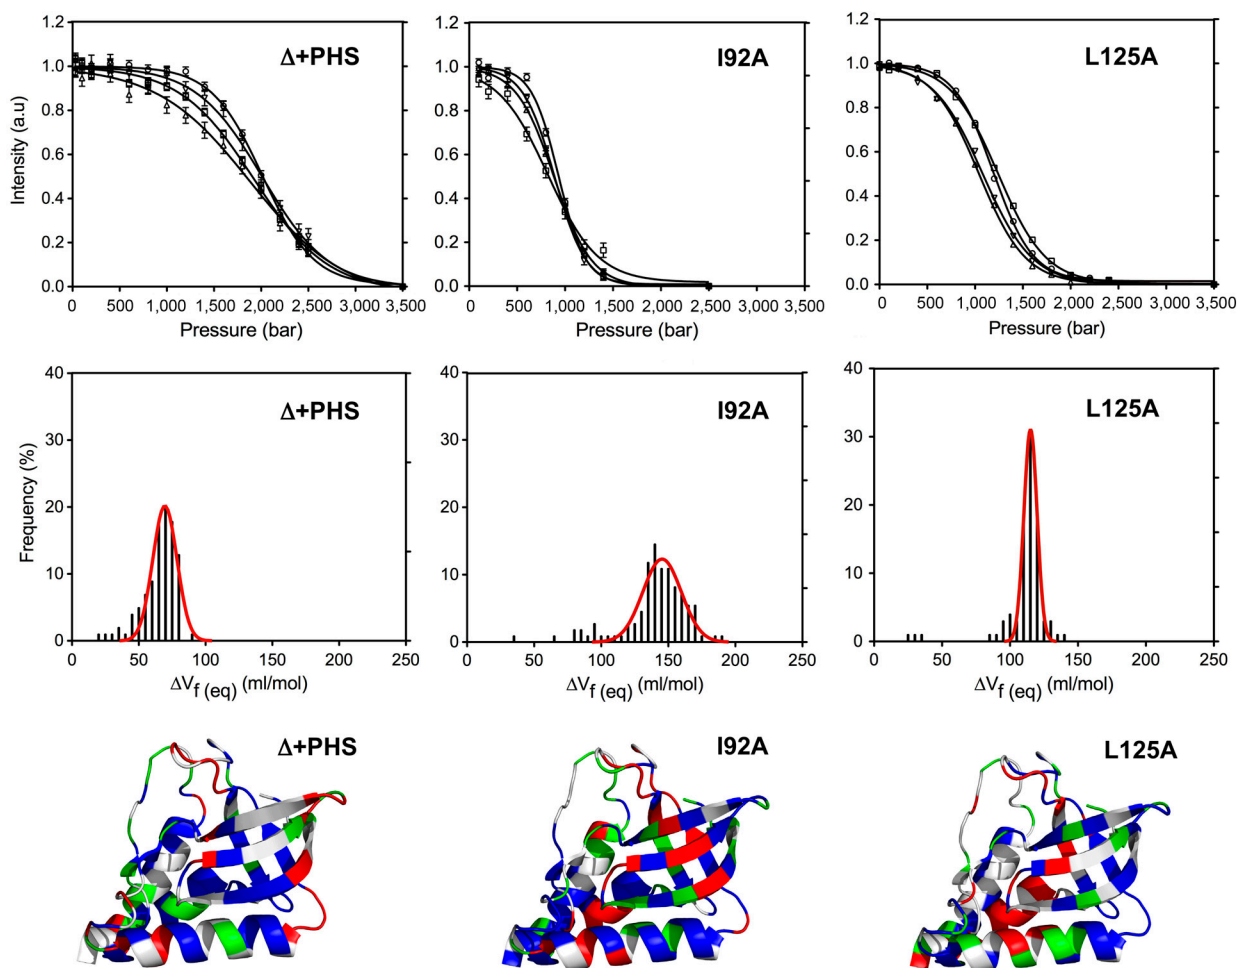 Δ+PHS
I92A
L125A
Intensity (a.u)
1.2
1.0
0.8
0.6
0.4
0.2
0.0
0 500 1,000 1,500 2,000 2,500 3,000 3,500
Pressure (bar)
1.2
1.0
0.8
0.6
0.4
0.2
0.0
0 500 1,000 1,500 2,000 2,500 3,000 3,500
Pressure (bar)
1.2
1.0
0.8
0.6
0.4
0.2
0.0
0 500 1,000 1,500 2,000 2,500 3,000 3,500
Pressure (bar)
Δ+PHS
I92A
L125A
Frequency (%)
40
30
20
10
0
0 50 100 150 200 250
ΔVf (eq) (ml/mol)
40
30
20
10
0
0 50 100 150 200 250
ΔVf (eq) (ml/mol)
40
30
20
10
0
0 50 100 150 200 250
ΔVf (eq) (ml/mol)
Δ+PHS
I92A
L125A